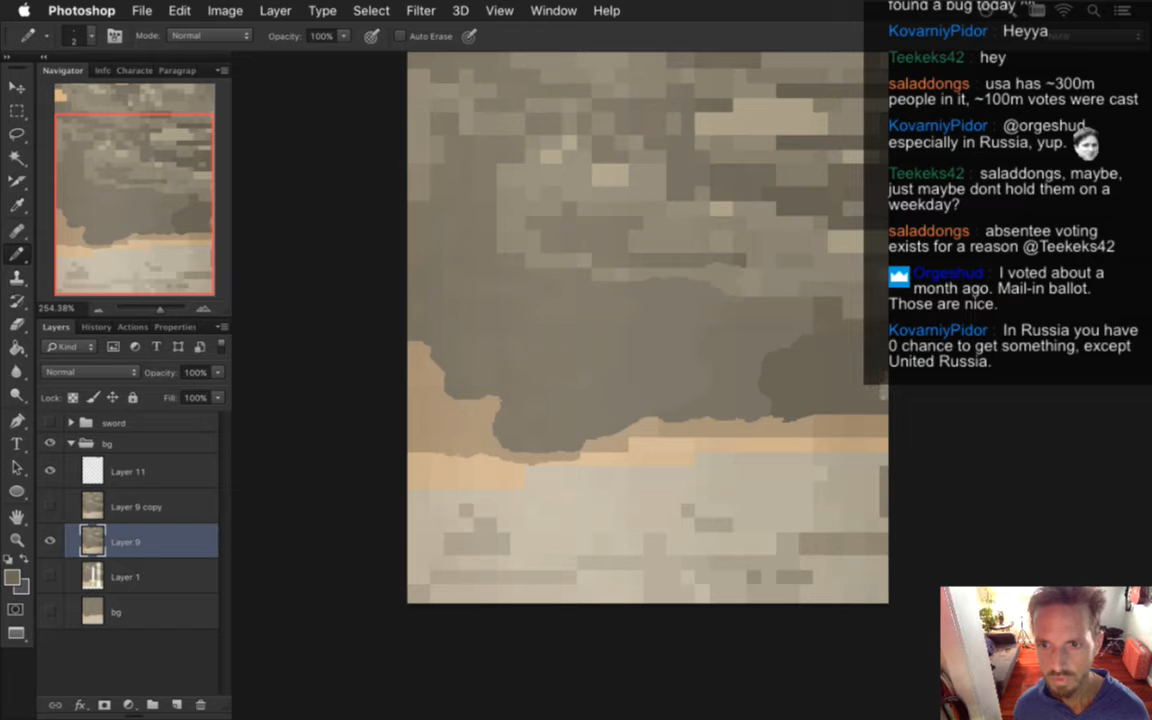 Photoshop File Edit Image Layer Type Select Filter 3D View Window Help
2 Mode: Normal Opacity: 100% Auto Erase
Navigator Info Characte Paragrap
254.38%
Layers History Actions Properties
Kind
Normal Opacity: 100%
Lock: Fill: 100%
sword
bg
Layer 11
Layer 9 copy
Layer 9
Layer 1
bg
found a bug today
KovarniyPidor : Heyya
Teekeks42 : hey
saladdongs : usa has ~300m
people in it, ~100m votes were cast
KovarniyPidor : @orgeshud
especially in Russia, yup.
Teekeks42 : saladdongs, maybe,
just maybe dont hold them on a
weekday?
saladdongs : absentee voting
exists for a reason @Teekeks42
Orgeshud : I voted about a
month ago. Mail-in ballot.
Those are nice.
KovarniyPidor : In Russia you have
0 chance to get something, except
United Russia.